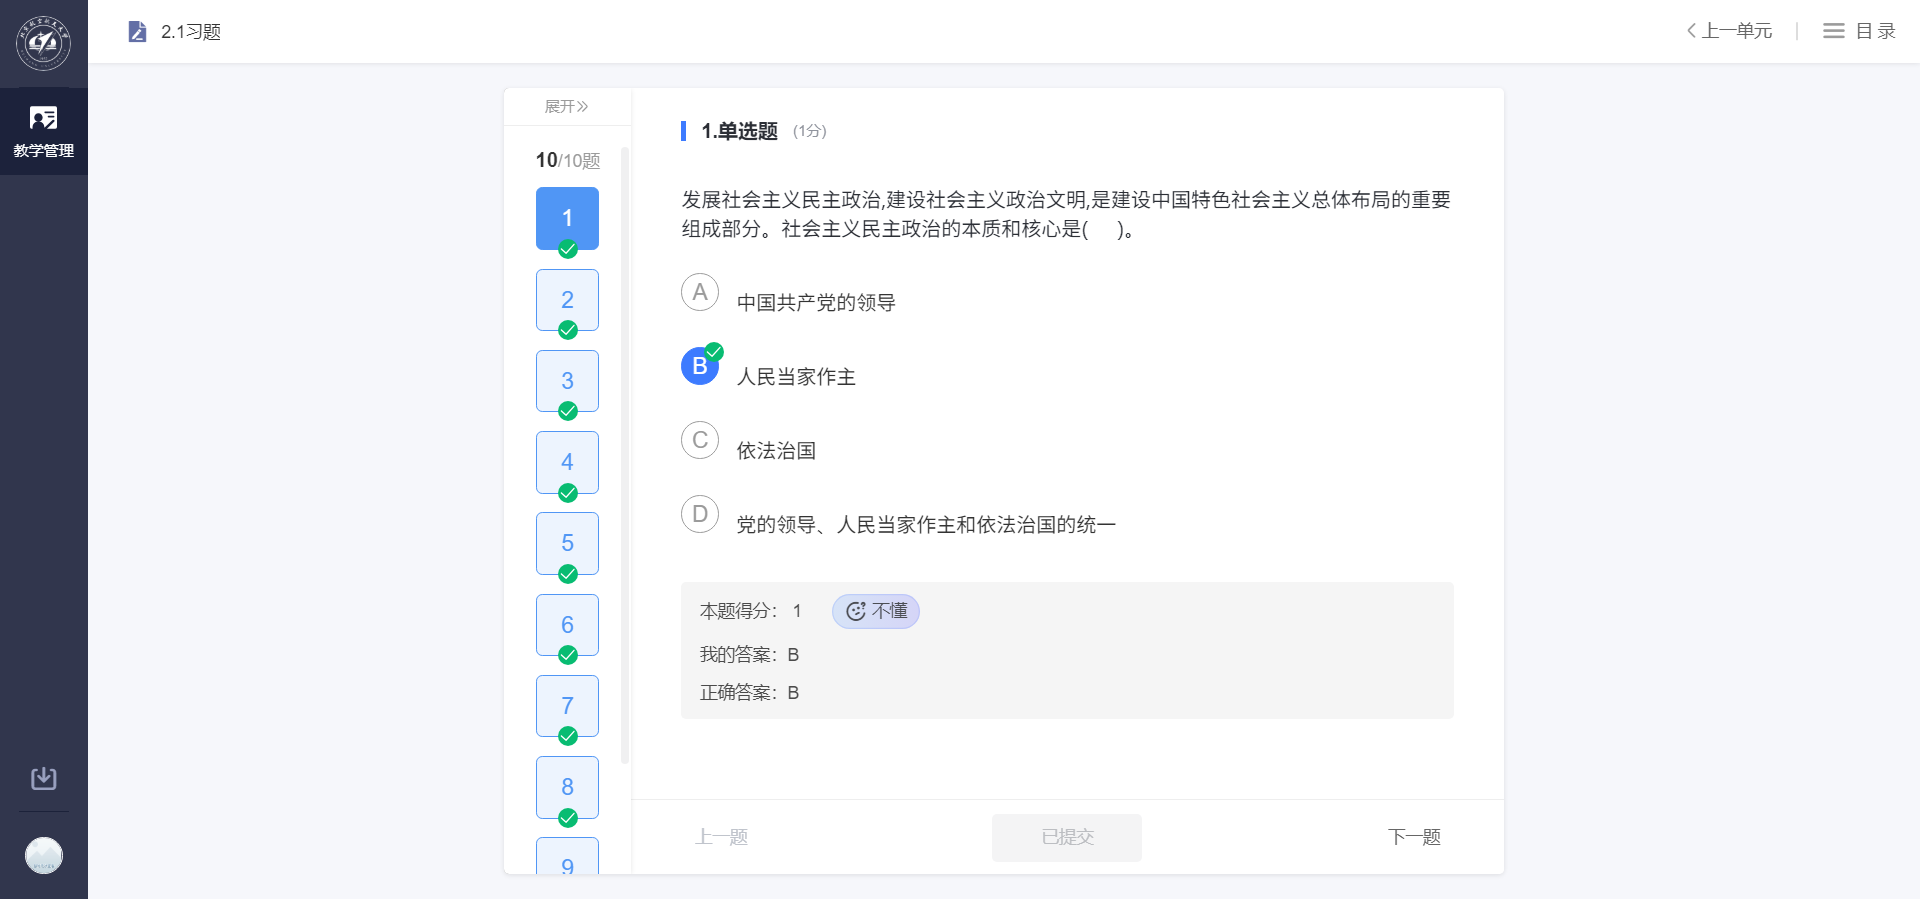 2.1习题
上一单元
目录
教学管理
展开
10/10题
1
2
3
4
5
6
7
8
9
1.单选题 (1分)
发展社会主义民主政治,建设社会主义政治文明,是建设中国特色社会主义总体布局的重要
组成部分。社会主义民主政治的本质和核心是( )。
A 中国共产党的领导
B 人民当家作主
C 依法治国
D 党的领导、人民当家作主和依法治国的统一
本题得分: 1 不懂
我的答案: B
正确答案: B
上一题
已提交
下一题